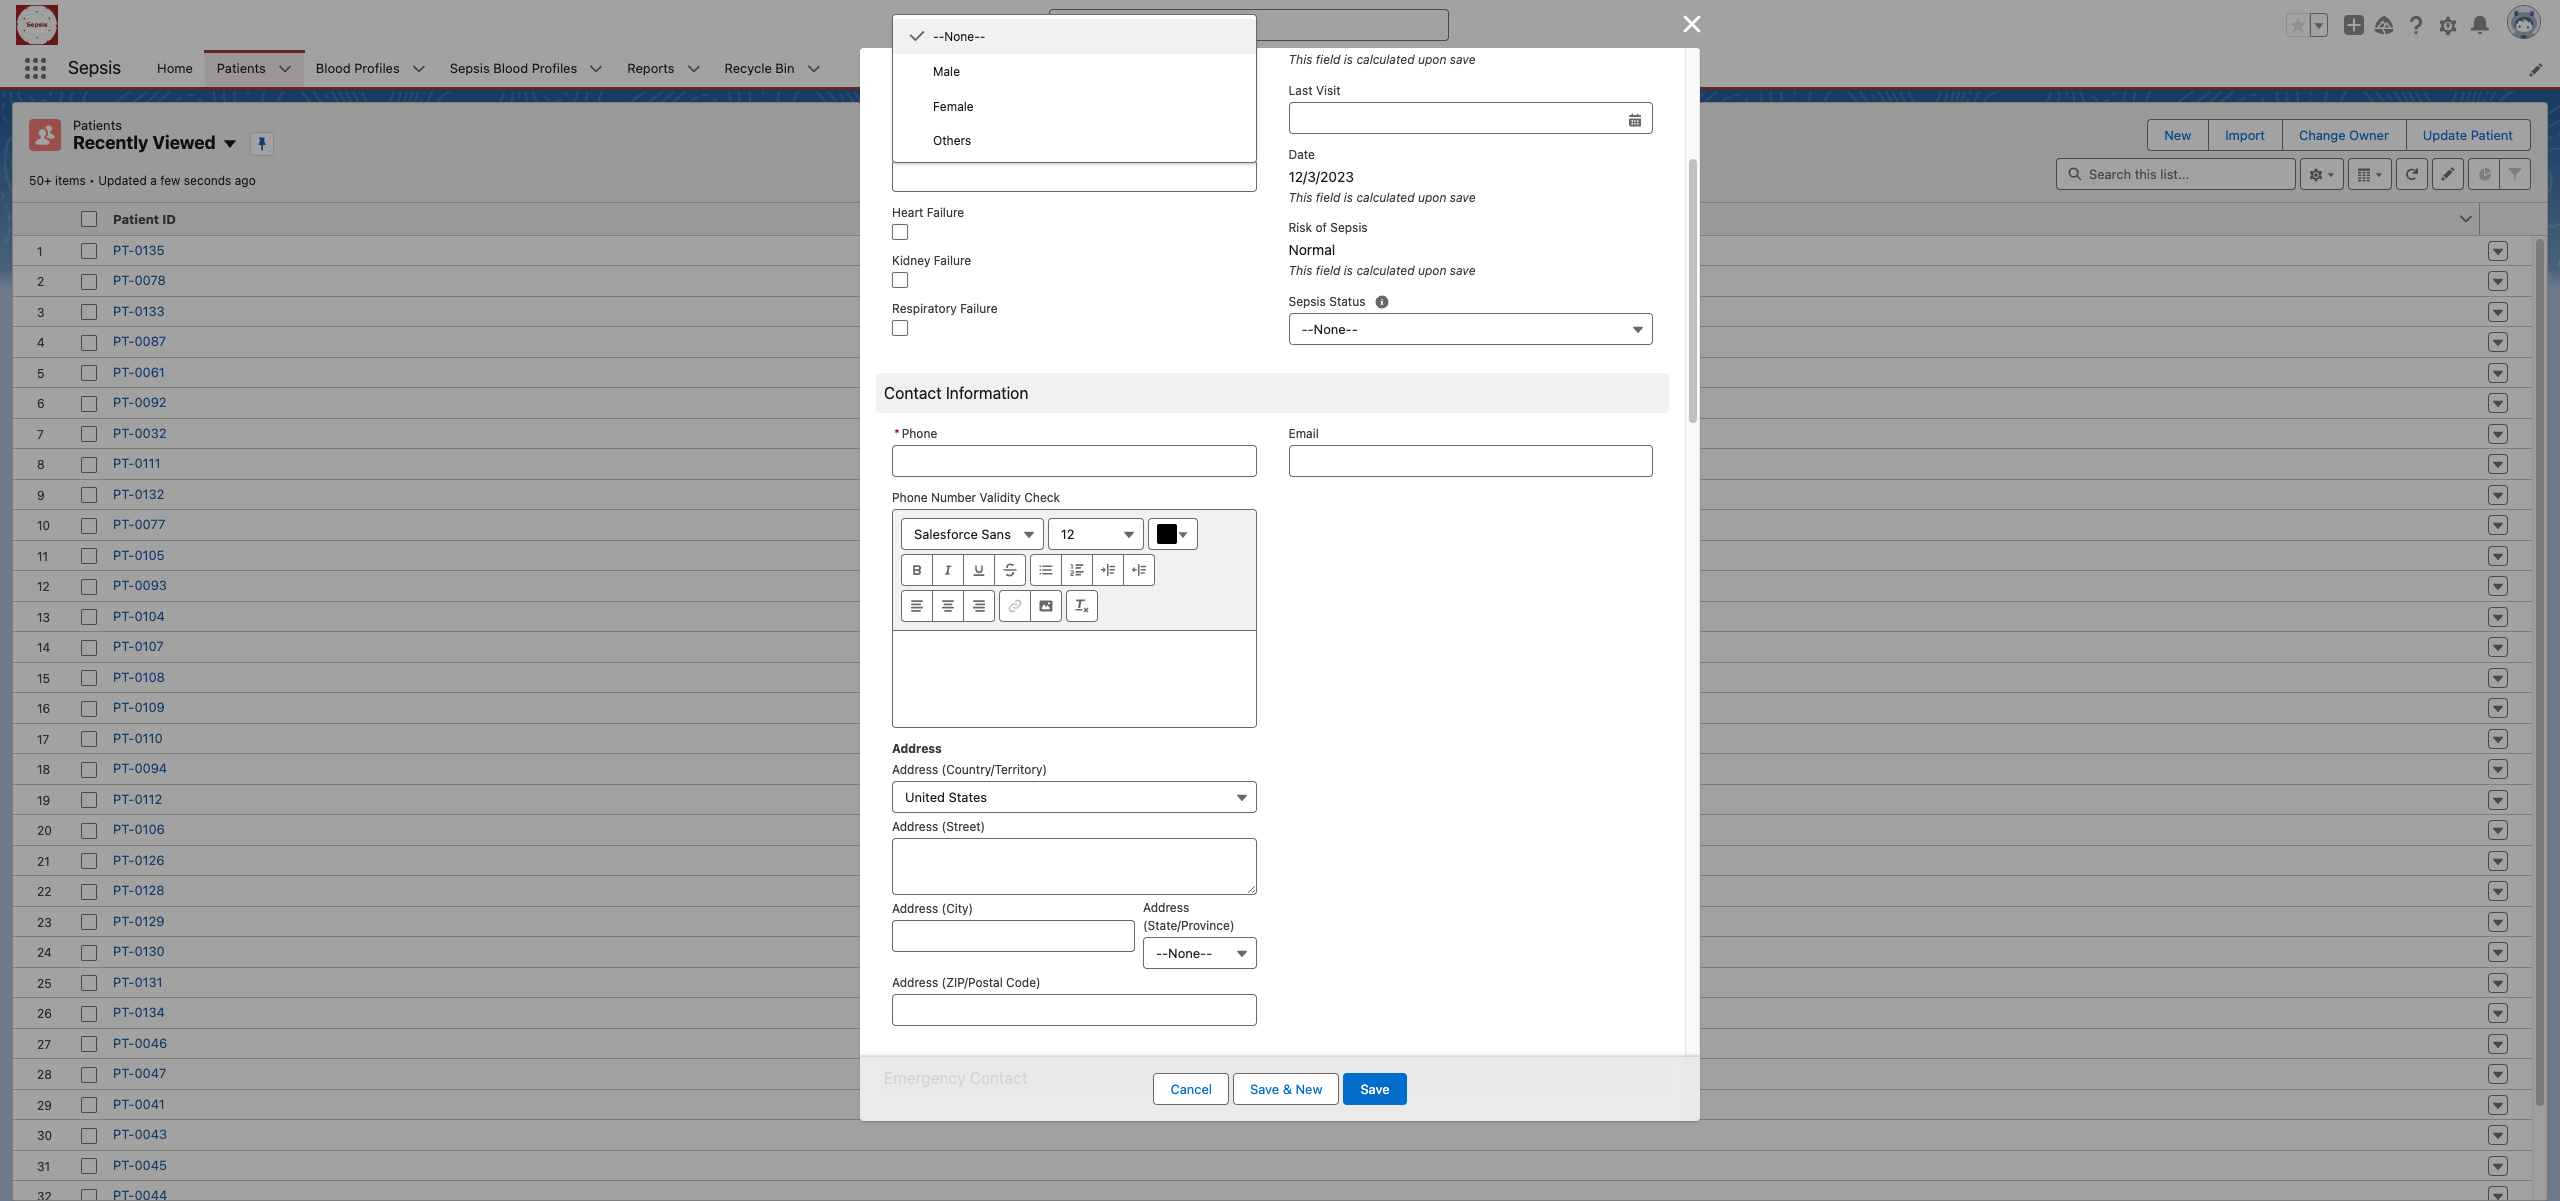 Sepsis
Sepsis
Home
Patients
Blood Profiles
Sepsis Blood Profiles
Reports
Recycle Bin
Patients
Recently Viewed
50+ items • Updated a few seconds ago
New
Import
Change Owner
Update Patient
Search this list...
Patient ID
1 PT-0135
2 PT-0078
3 PT-0133
4 PT-0087
5 PT-0061
6 PT-0092
7 PT-0032
8 PT-0111
9 PT-0132
10 PT-0077
11 PT-0105
12 PT-0093
13 PT-0104
14 PT-0107
15 PT-0108
16 PT-0109
17 PT-0110
18 PT-0094
19 PT-0112
20 PT-0106
21 PT-0126
22 PT-0128
23 PT-0129
24 PT-0130
25 PT-0131
26 PT-0134
27 PT-0046
28 PT-0047
29 PT-0041
30 PT-0043
31 PT-0045
32 PT-0044
--None--
Male
Female
Others
Heart Failure
Kidney Failure
Respiratory Failure
This field is calculated upon save
Last Visit
Date
12/3/2023
This field is calculated upon save
Risk of Sepsis
Normal
This field is calculated upon save
Sepsis Status
--None--
Contact Information
* Phone
Email
Phone Number Validity Check
Salesforce Sans
12
Address
Address (Country/Territory)
United States
Address (Street)
Address (City)
Address
(State/Province)
--None--
Address (ZIP/Postal Code)
Emergency Contact
Cancel
Save & New
Save